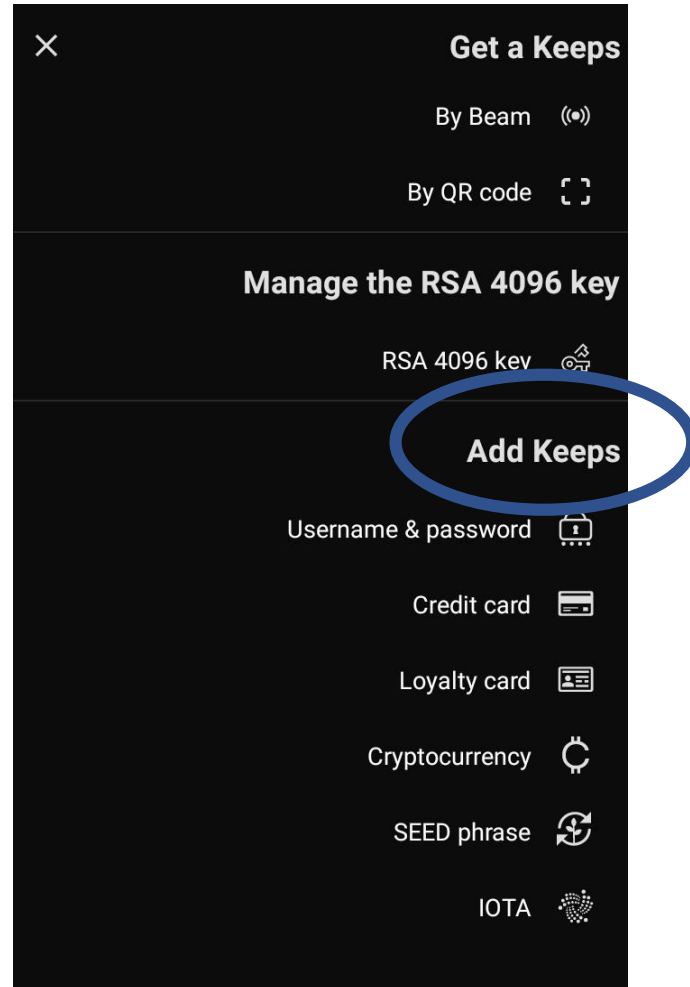 Get a Keeps
By Beam
By QR code
Manage the RSA 4096 key
RSA 4096 key
Add Keeps
Username & password
Credit card
Loyalty card
Cryptocurrency
SEED phrase
IOTA